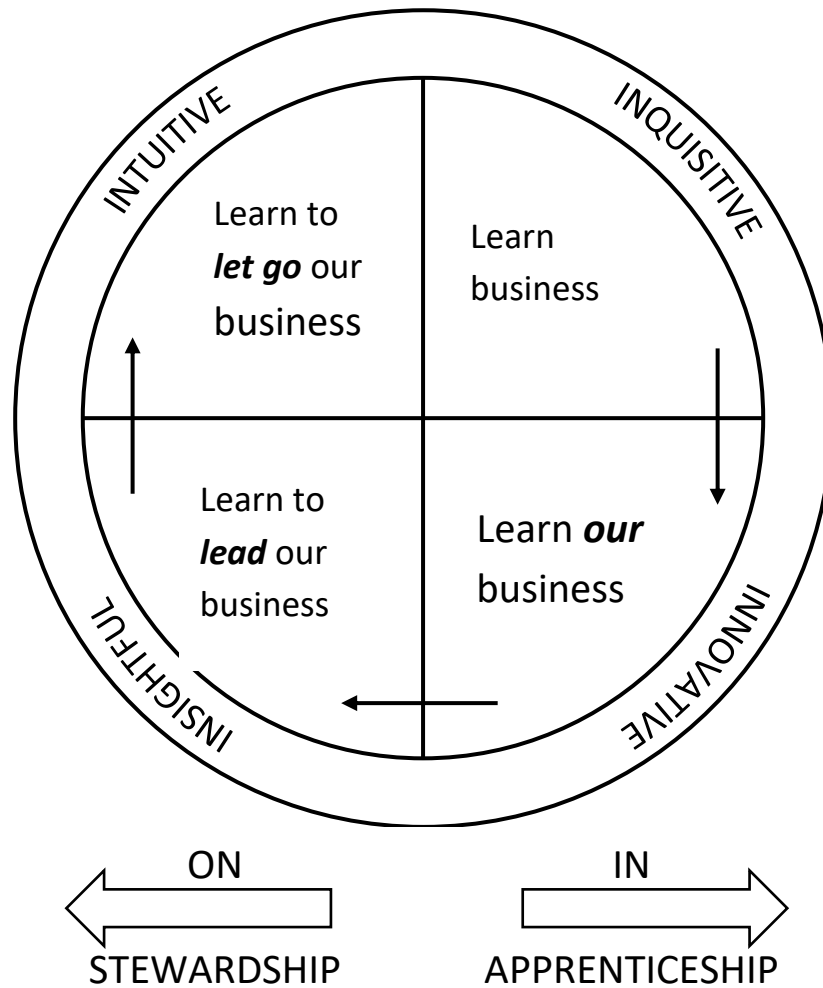 INTUITIVE
INQUISITIVE
Learn to
let go our
business
Learn
business
Learn to
lead our
business
Learn our
business
INSIGHTFUL
INNOVATIVE
ON
IN
STEWARDSHIP
APPRENTICESHIP